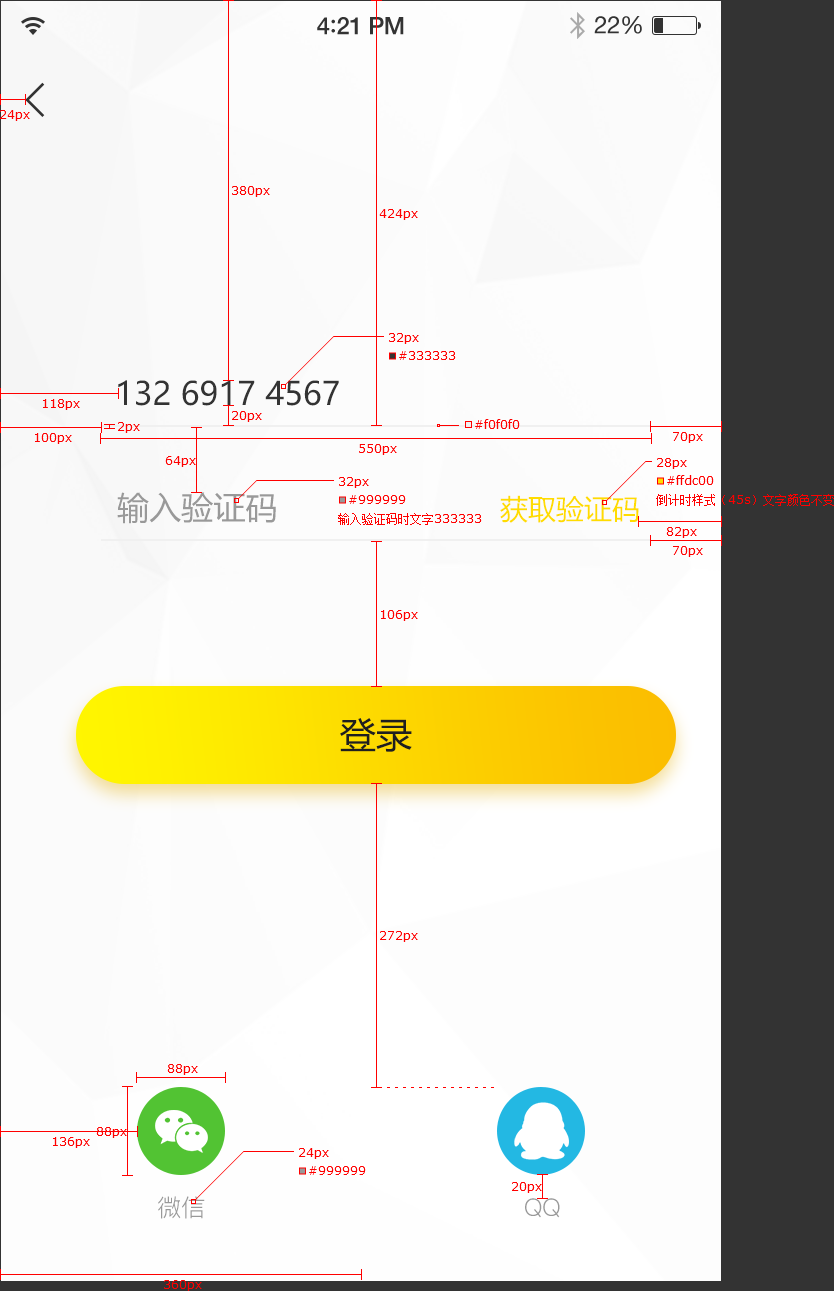 4:21 PM
22%
24px
380px
424px
32px
#333333
132 6917 4567
118px
20px
2px
#f0f0f0
100px
550px
70px
64px
28px
32px
#ffdc00
#999999
倒计时样式（45s）文字颜色不变
输入验证码
获取验证码
输入验证码时文字333333
82px
70px
106px
登录
272px
88px
88px
136px
24px
#999999
20px
微信
QQ
360px